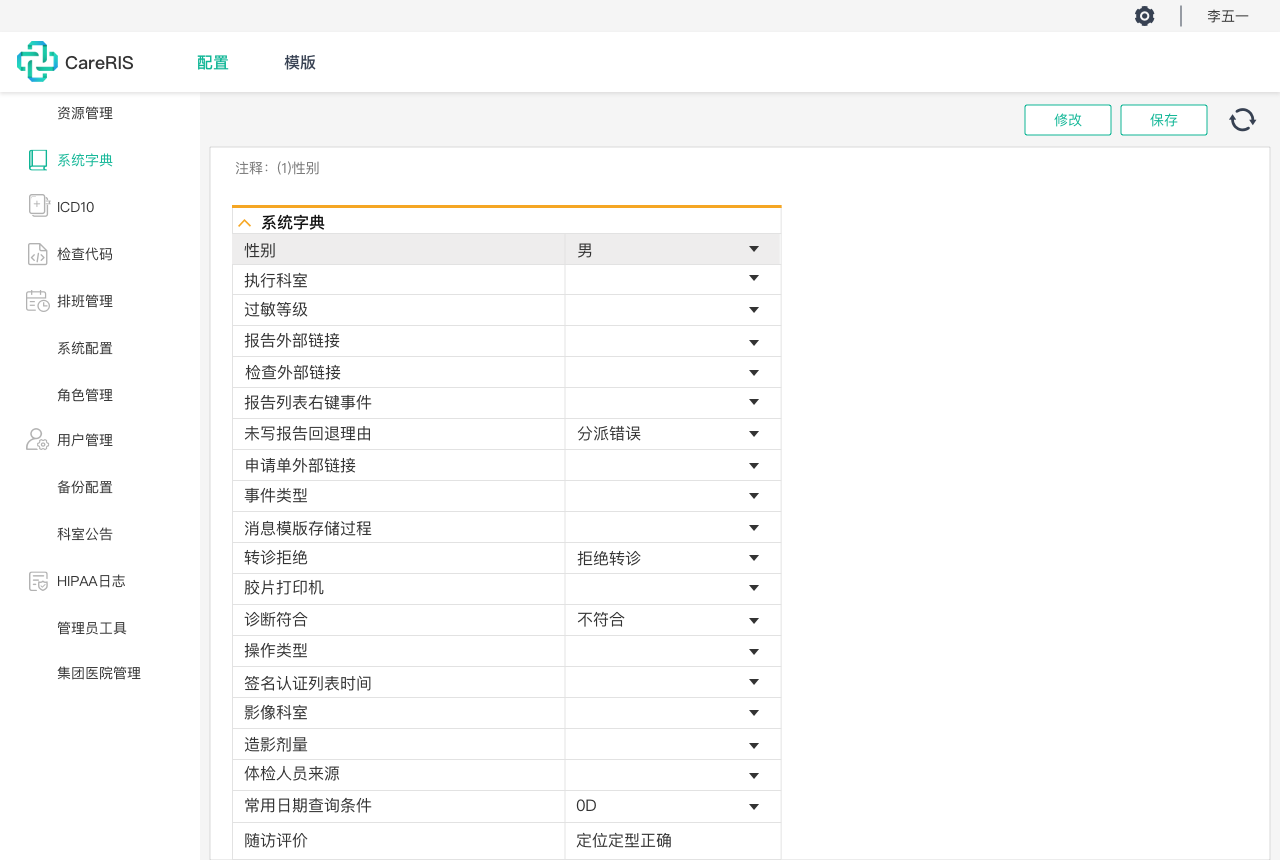 李五一
CareRIS 配置 模版
资源管理
系统字典
ICD10
检查代码
排班管理
系统配置
角色管理
用户管理
备份配置
科室公告
HIPAA日志
管理员工具
集团医院管理
修改 保存
注释：(1)性别
系统字典
性别 男
执行科室
过敏等级
报告外部链接
检查外部链接
报告列表右键事件
未写报告回退理由 分派错误
申请单外部链接
事件类型
消息模版存储过程
转诊拒绝 拒绝转诊
胶片打印机
诊断符合 不符合
操作类型
签名认证列表时间
影像科室
造影剂量
体检人员来源
常用日期查询条件 0D
随访评价 定位定型正确